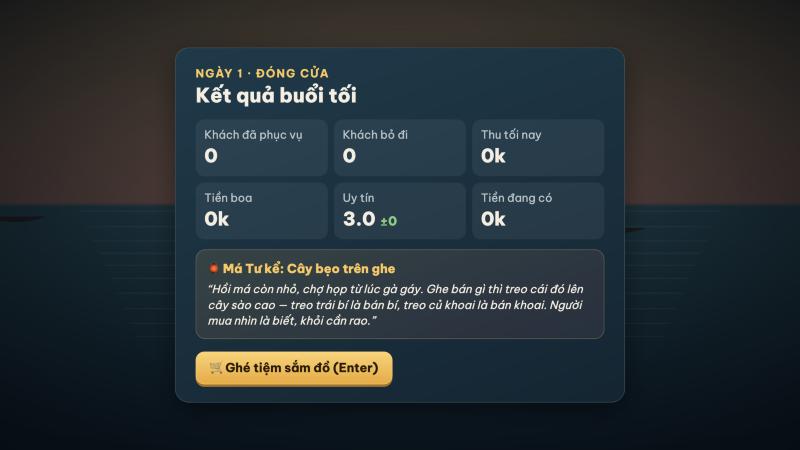 NGÀY 1 · ĐÓNG CỬA
Kết quả buổi tối
Khách đã phục vụ
0
Khách bỏ đi
0
Thu tối nay
0k
Tiền boa
0k
Uy tín
3.0 ±0
Tiền đang có
0k
Má Tư kể: Cây bẹo trên ghe
“Hồi má còn nhỏ, chợ họp từ lúc gà gáy. Ghe bán gì thì treo cái đó lên
cây sào cao — treo trái bí là bán bí, treo củ khoai là bán khoai. Người
mua nhìn là biết, khỏi cần rao.”
Ghé tiệm sắm đồ (Enter)